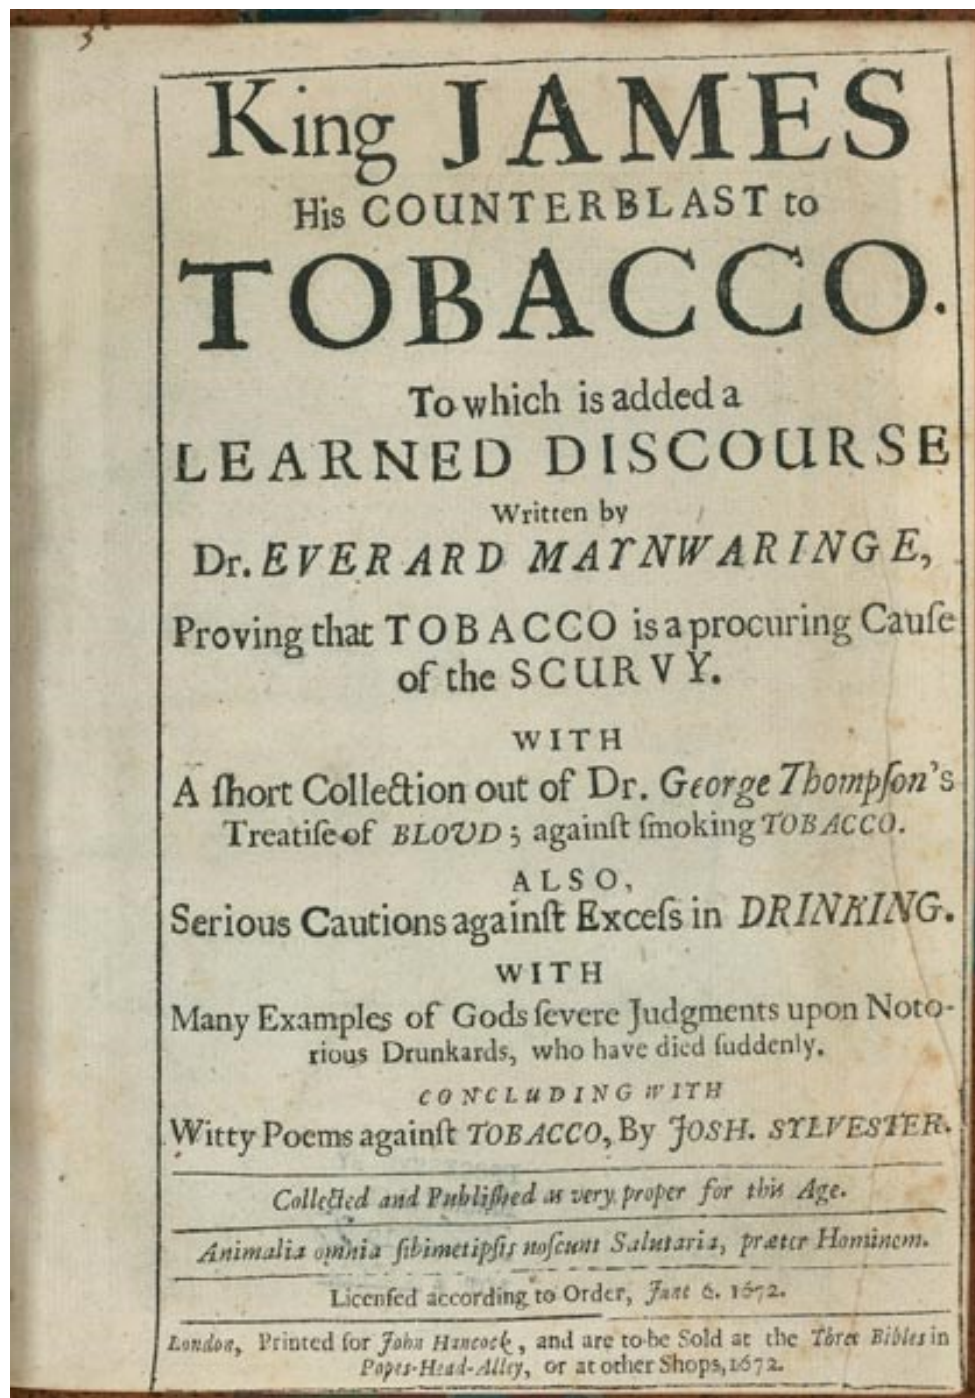 King JAMES
His COUNTERBLAST to
TOBACCO.
To which is added a
LEARNED DISCOURSE
Written by
Dr. EVERARD MAYNWARINGE,
Proving that TOBACCO is a procuring Cauſe
of the SCURVY.
WITH
A ſhort Collection out of Dr. George Thompſon's
Treatiſe of BLOUD; againſt ſmoking TOBACCO.
ALSO,
Serious Cautions againſt Exceſs in DRINKING.
WITH
Many Examples of Gods ſevere Judgments upon Noto-
rious Drunkards, who have died ſuddenly.
CONCLUDING WITH
Witty Poems againſt TOBACCO, By JOSH. SYLVESTER.
Collected and Publiſhed as very proper for this Age.
Animalia omnia ſibimetipſis noſcunt Salutaria, præter Hominem.
Licenſed according to Order, June 6. 1672.
London, Printed for John Hancock, and are to be Sold at the Three Bibles in
Popes-Head-Alley, or at other Shops, 1672.